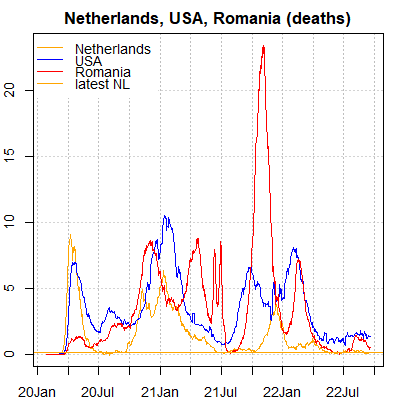 Netherlands, USA, Romania (deaths)
Netherlands
USA
Romania
latest NL
20
15
10
5
0
20Jan 20Jul 21Jan 21Jul 22Jan 22Jul